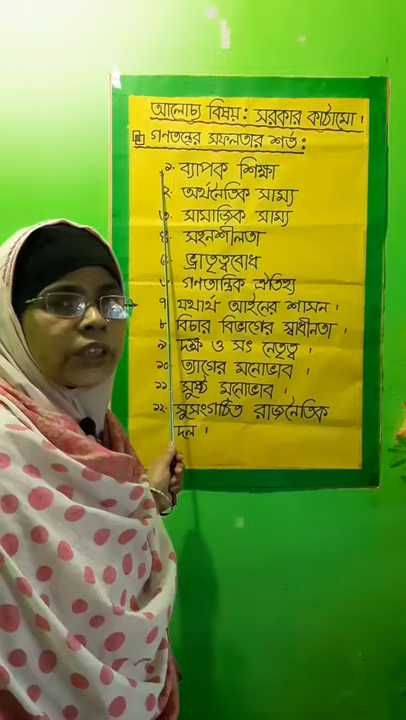 আলোচ্য বিষয়: সরকার কাঠামো।
গণতন্ত্রের সফলতার শর্ত:
১. ব্যাপক শিক্ষা
২. অর্থনৈতিক সাম্য
৩. সামাজিক সাম্য
৪. সহনশীলতা
৫. ভ্রাতৃত্ববোধ
৬. গণতান্ত্রিক ঐতিহ্য
৭. যথার্থ আইনের শাসন।
৮. বিচার বিভাগের স্বাধীনতা।
৯. দক্ষ ও সৎ নেতৃত্ব।
১০. ত্যাগের মনোভাব।
১১. সুষ্ঠ মনোভাব।
১২. সুসংগঠিত রাজনৈতিক
দল।